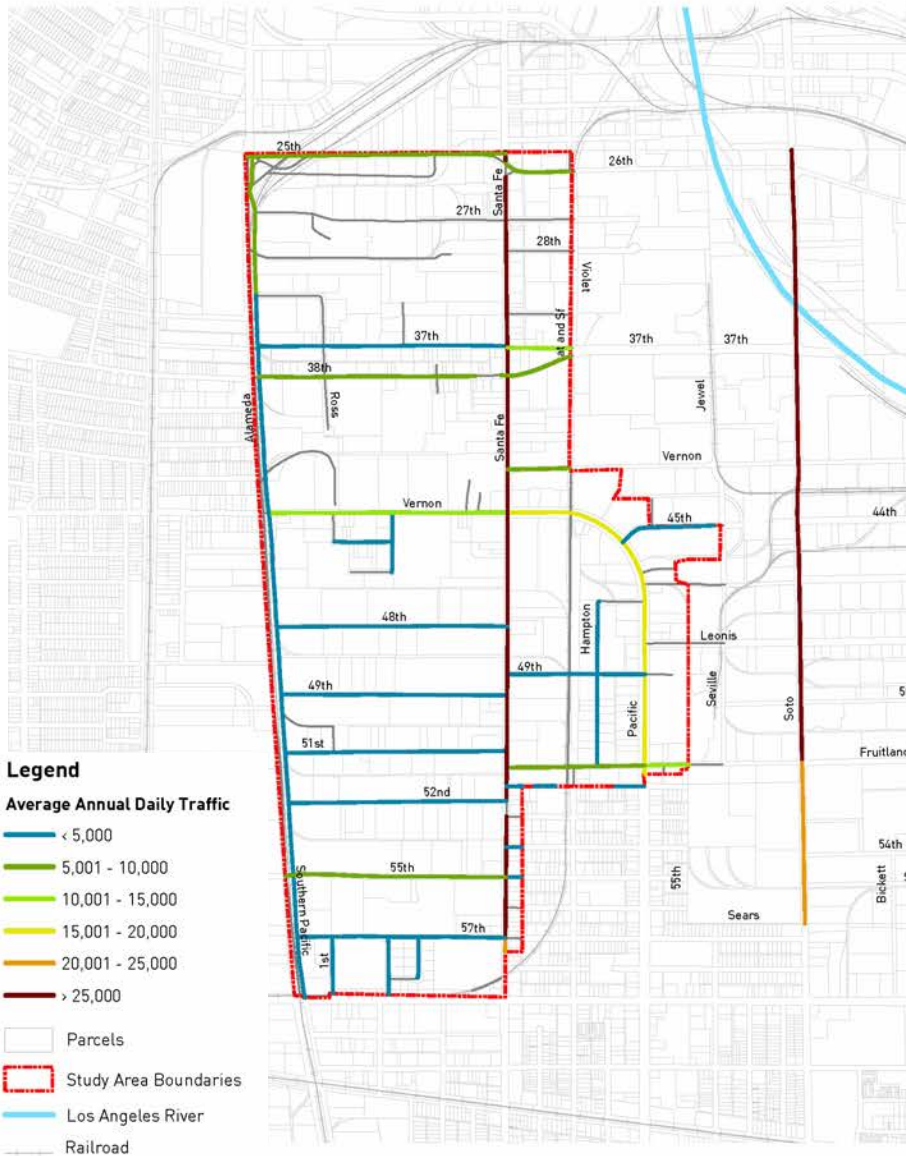 25th
26th
Santa Fe
27th
28th
Violet
37th
37th
37th
38th
Ross
Jewel
Alameda
Santa Fe
Vernon
Vernon
45th
44th
48th
Hampton
Leonis
49th
49th
Seville
Soto
Pacific
51st
Fruitland
52nd
54th
55th
55th
Bickett
Southern Pacific
Sears
57th
1st
Legend
Average Annual Daily Traffic
< 5,000
5,001 - 10,000
10,001 - 15,000
15,001 - 20,000
20,001 - 25,000
> 25,000
Parcels
Study Area Boundaries
Los Angeles River
Railroad